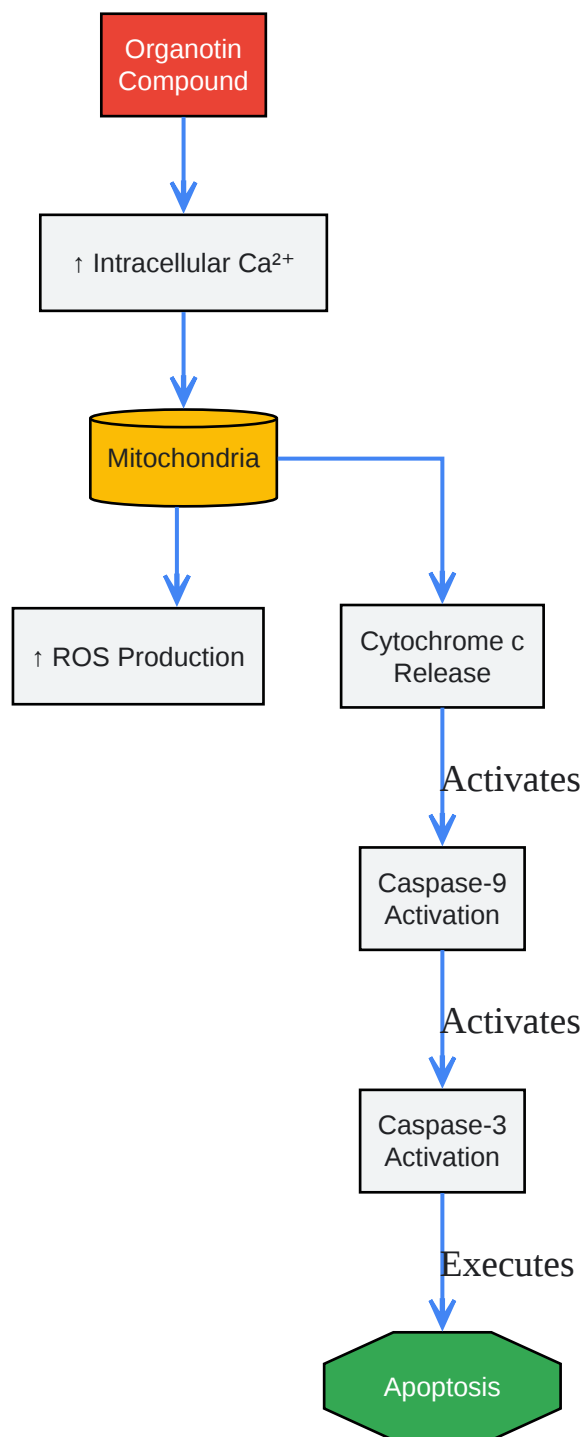 Organotin
Compound
↑ Intracellular Ca²⁺
Mitochondria
↑ ROS Production
Cytochrome c
Release
Activates
Caspase-9
Activation
Activates
Caspase-3
Activation
Executes
Apoptosis